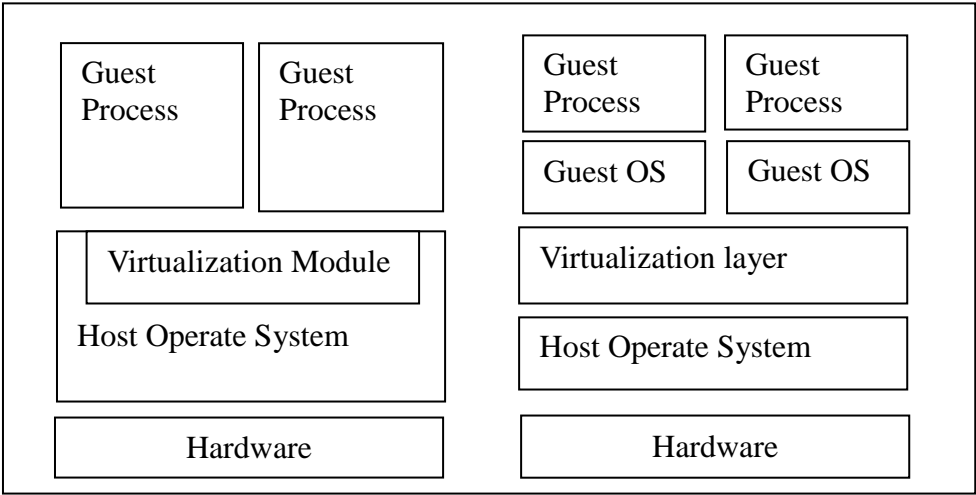 Guest
Process
Guest
Process
Virtualization Module
Host Operate System
Hardware
Guest
Process
Guest
Process
Guest OS
Guest OS
Virtualization layer
Host Operate System
Hardware